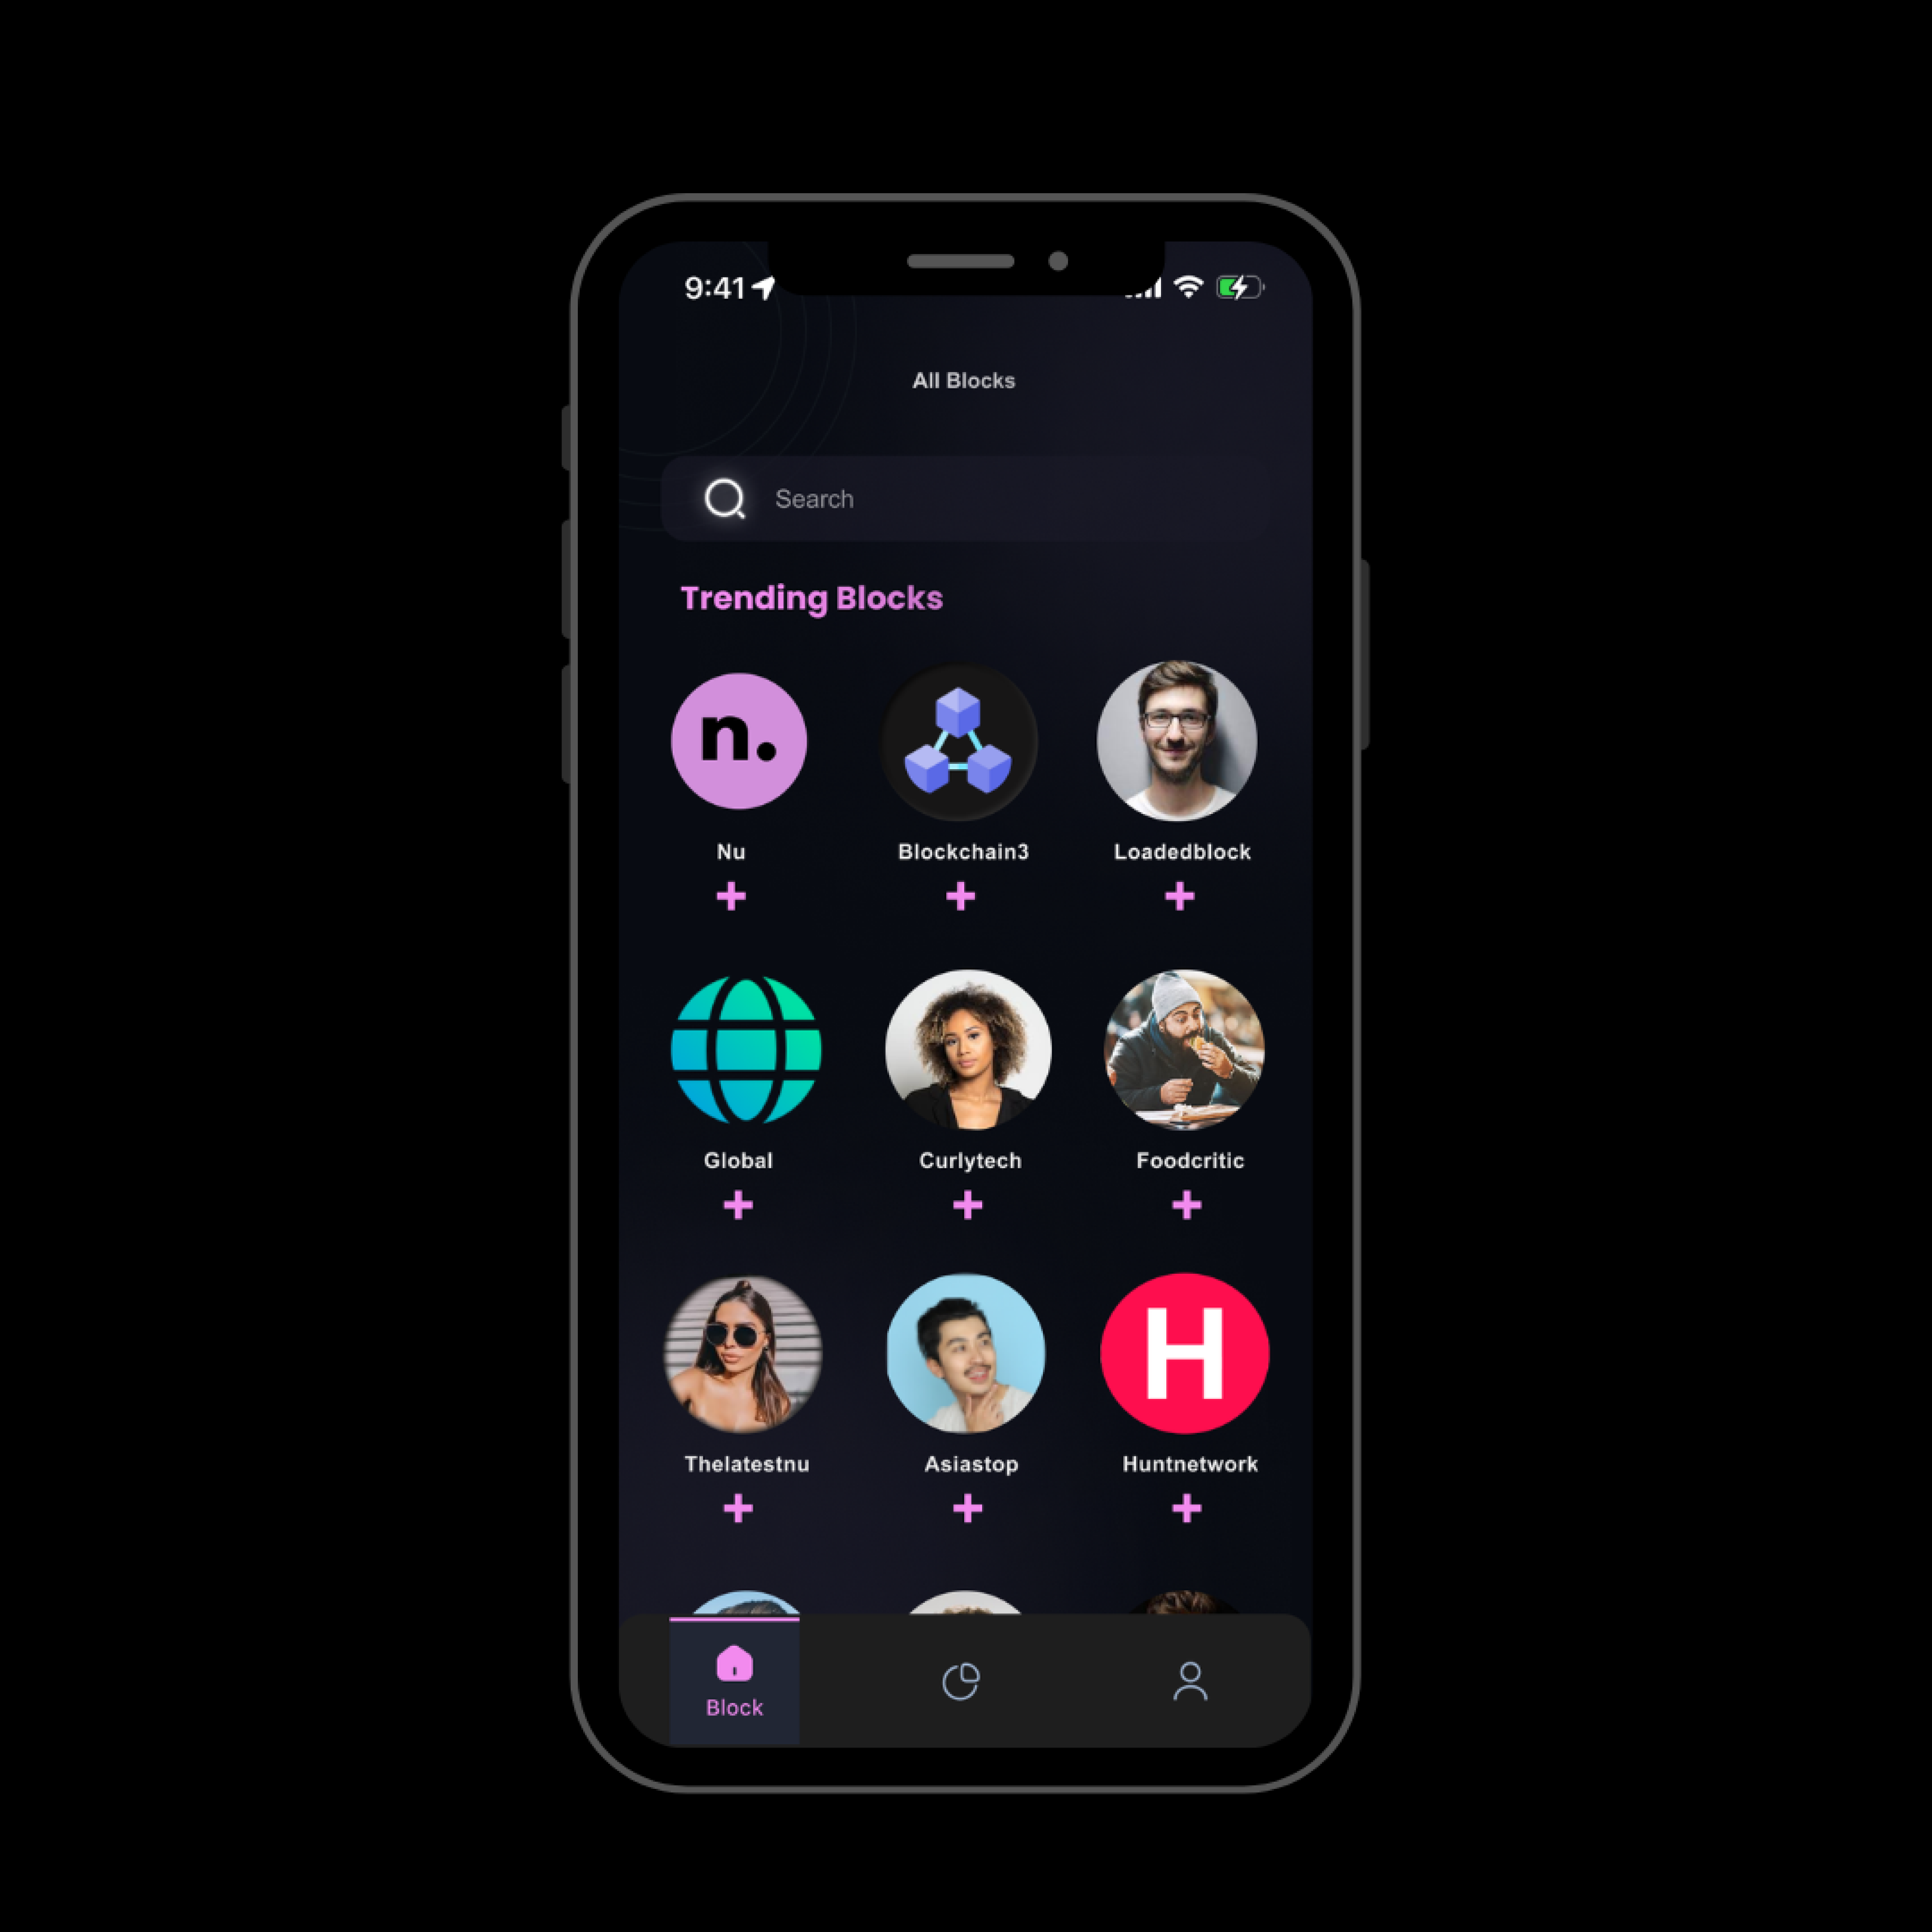 9:41
All Blocks
Search
Trending Blocks
n.
Nu
Blockchain3
Loadedblock
Global
Curlytech
Foodcritic
H
Thelatestnu
Asiastop
Huntnetwork
Block